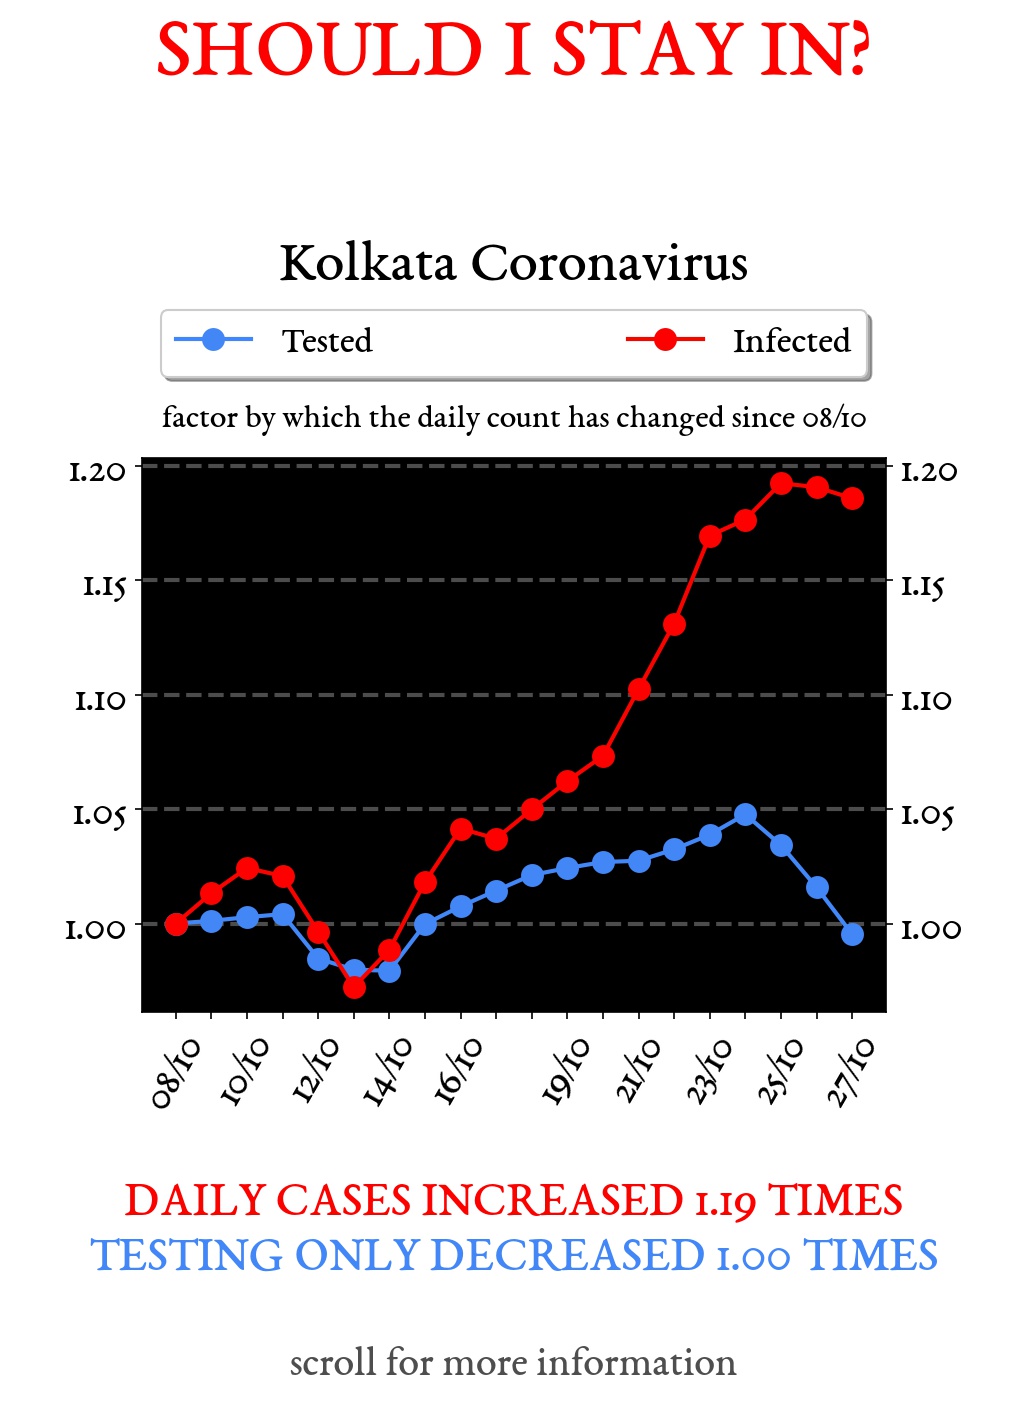 SHOULD I STAY IN?
Kolkata Coronavirus
Tested Infected
factor by which the daily count has changed since 08/10
1.20 1.20
1.15 1.15
1.10 1.10
1.05 1.05
1.00 1.00
08/10 10/10 12/10 14/10 16/10 19/10 21/10 23/10 25/10 27/10
DAILY CASES INCREASED 1.19 TIMES
TESTING ONLY DECREASED 1.00 TIMES
scroll for more information